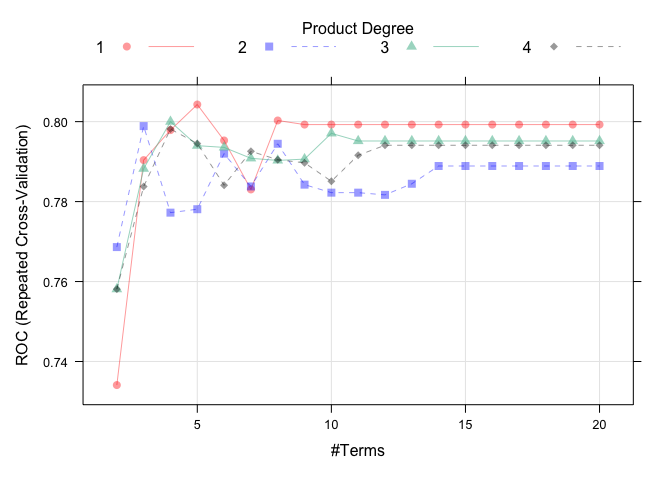 Product Degree
1 2 3 4
ROC (Repeated Cross-Validation)
0.80
0.78
0.76
0.74
5 10 15 20
#Terms